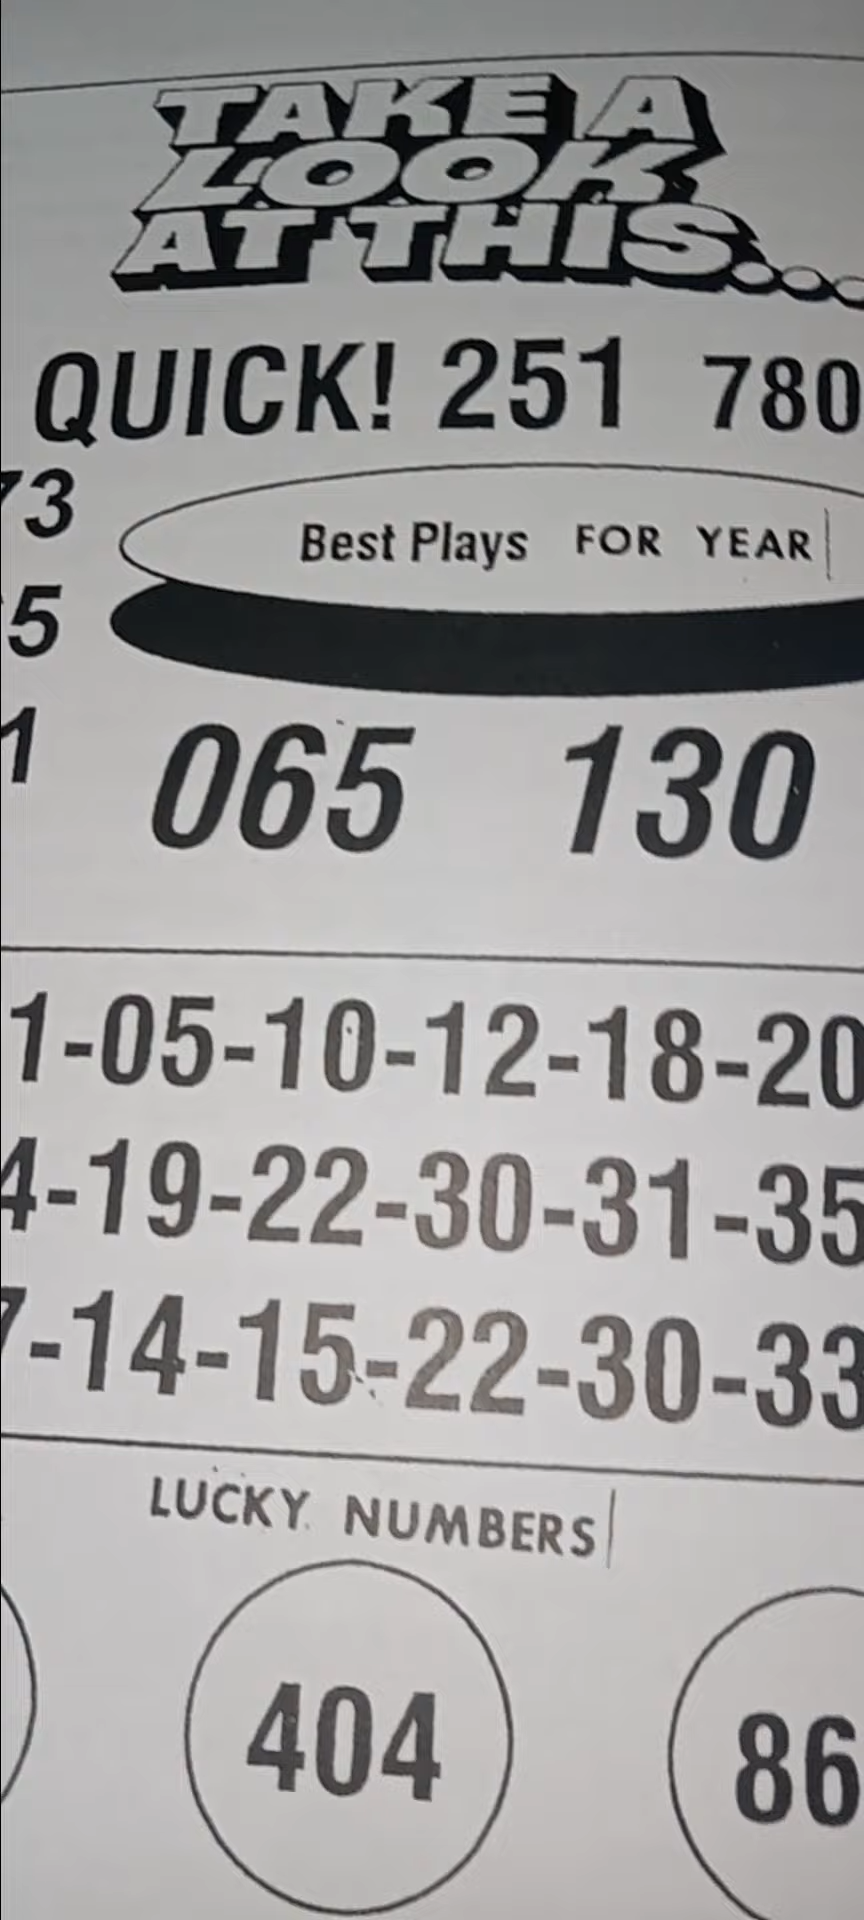 TAKE A
LOOK
AT THIS...
QUICK! 251 780
73
5
Best Plays FOR YEAR
1
065 130
1-05-10-12-18-20
4-19-22-30-31-35
7-14-15-22-30-33
LUCKY NUMBERS
404 86